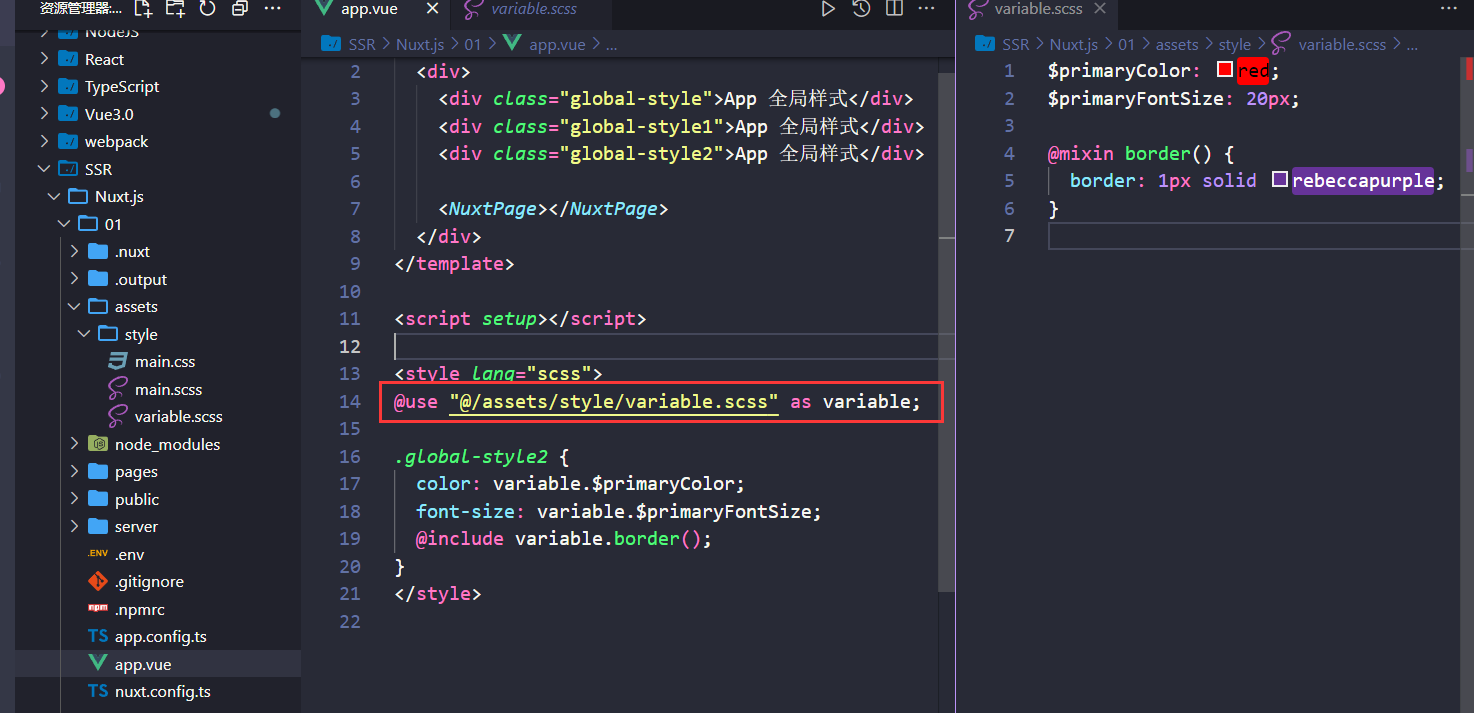 资源管理器:...
NodeJS
React
TypeScript
Vue3.0
webpack
SSR
Nuxt.js
01
.nuxt
.output
assets
style
main.css
main.scss
variable.scss
node_modules
pages
public
server
.ENV .env
.gitignore
npm .npmrc
TS app.config.ts
app.vue
TS nuxt.config.ts
app.vue variable.scss
SSR > Nuxt.js > 01 > app.vue > ...
2 <div>
3 <div class="global-style">App 全局样式</div>
4 <div class="global-style1">App 全局样式</div>
5 <div class="global-style2">App 全局样式</div>
6
7 <NuxtPage></NuxtPage>
8 </div>
9 </template>
10
11 <script setup></script>
12
13 <style lang="scss">
14 @use "@/assets/style/variable.scss" as variable;
15
16 .global-style2 {
17 color: variable.$primaryColor;
18 font-size: variable.$primaryFontSize;
19 @include variable.border();
20 }
21 </style>
22
variable.scss
SSR > Nuxt.js > 01 > assets > style > variable.scss > ...
1 $primaryColor: red;
2 $primaryFontSize: 20px;
3
4 @mixin border() {
5 border: 1px solid rebeccapurple;
6 }
7